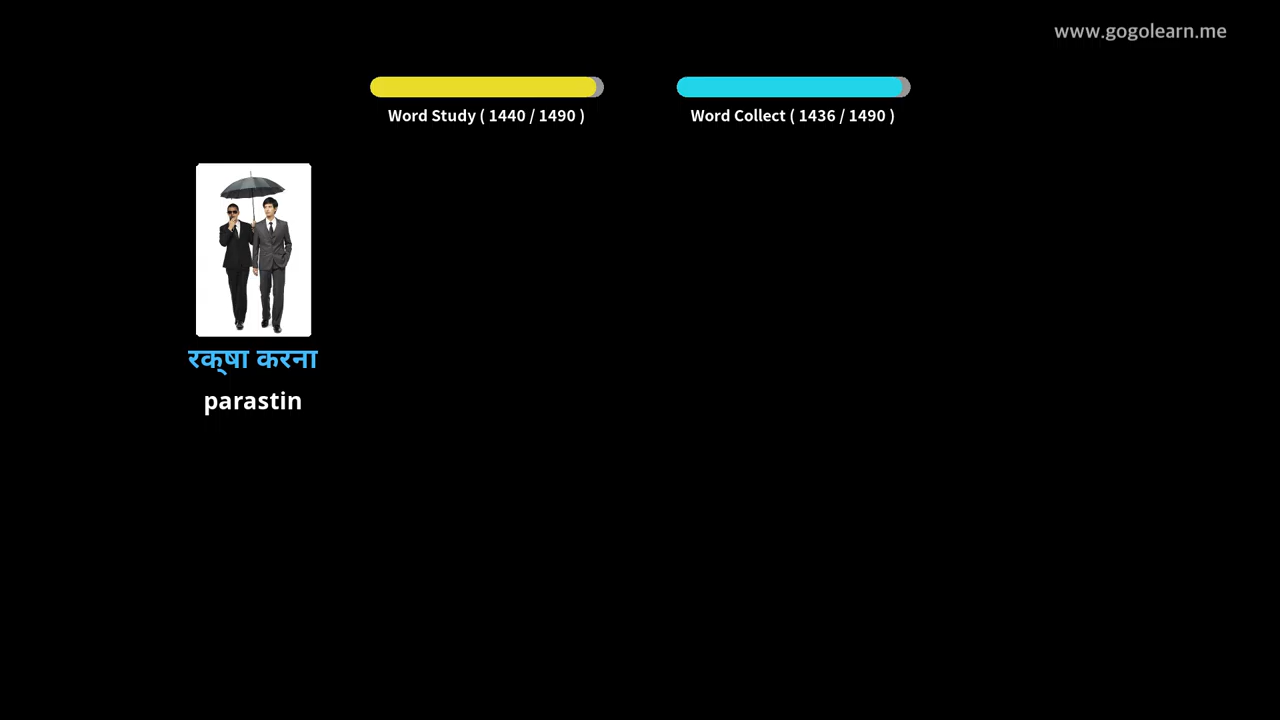 www.gogolearn.me
Word Study ( 1440 / 1490 )
Word Collect ( 1436 / 1490 )
रक्षा करना
parastin